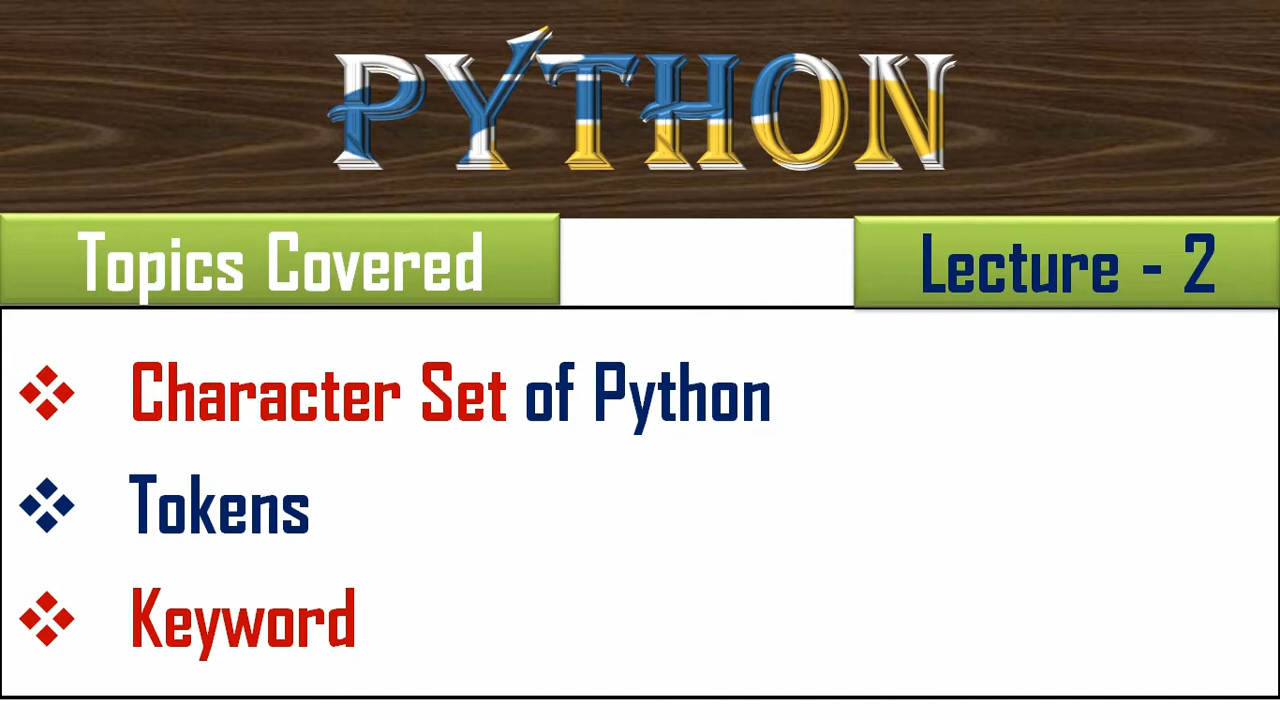 PYTHON
Topics Covered
Lecture - 2
Character Set of Python
Tokens
Keyword